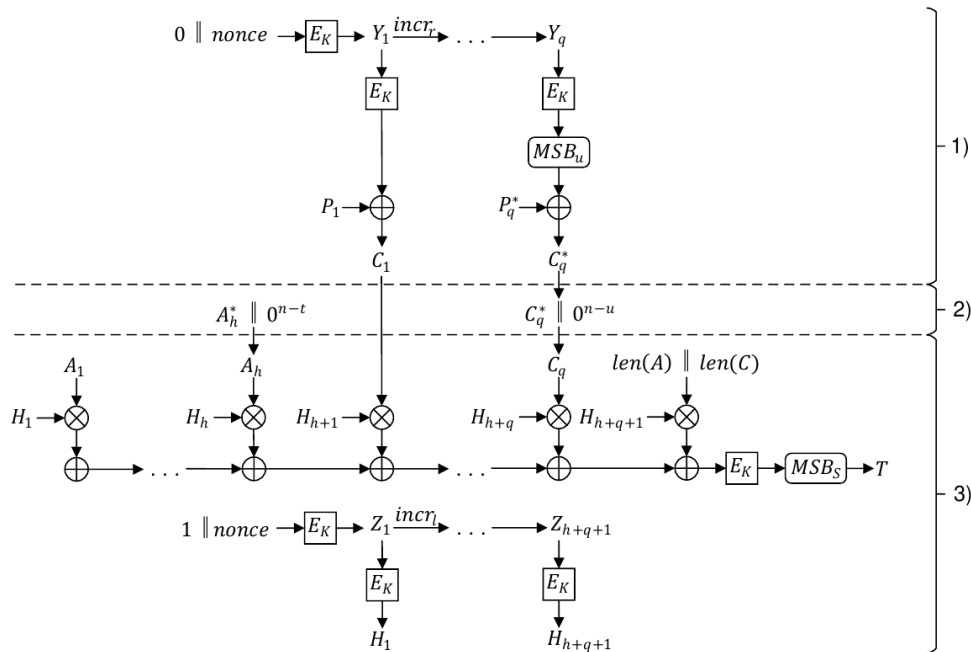 0 ∥ nonce E_K Y_1 incr_r . . . Y_q
E_K E_K
MSB_u
1)
P_1 P_q^*
C_1 C_q^*
A_h^* ∥ 0^{n-t} C_q^* ∥ 0^{n-u} 2)
A_1 A_h C_q len(A) ∥ len(C)
H_1 H_h H_{h+1} H_{h+q} H_{h+q+1}
. . . . . . E_K MSB_S T
3)
1 ∥ nonce E_K Z_1 incr_l . . . Z_{h+q+1}
E_K E_K
H_1 H_{h+q+1}